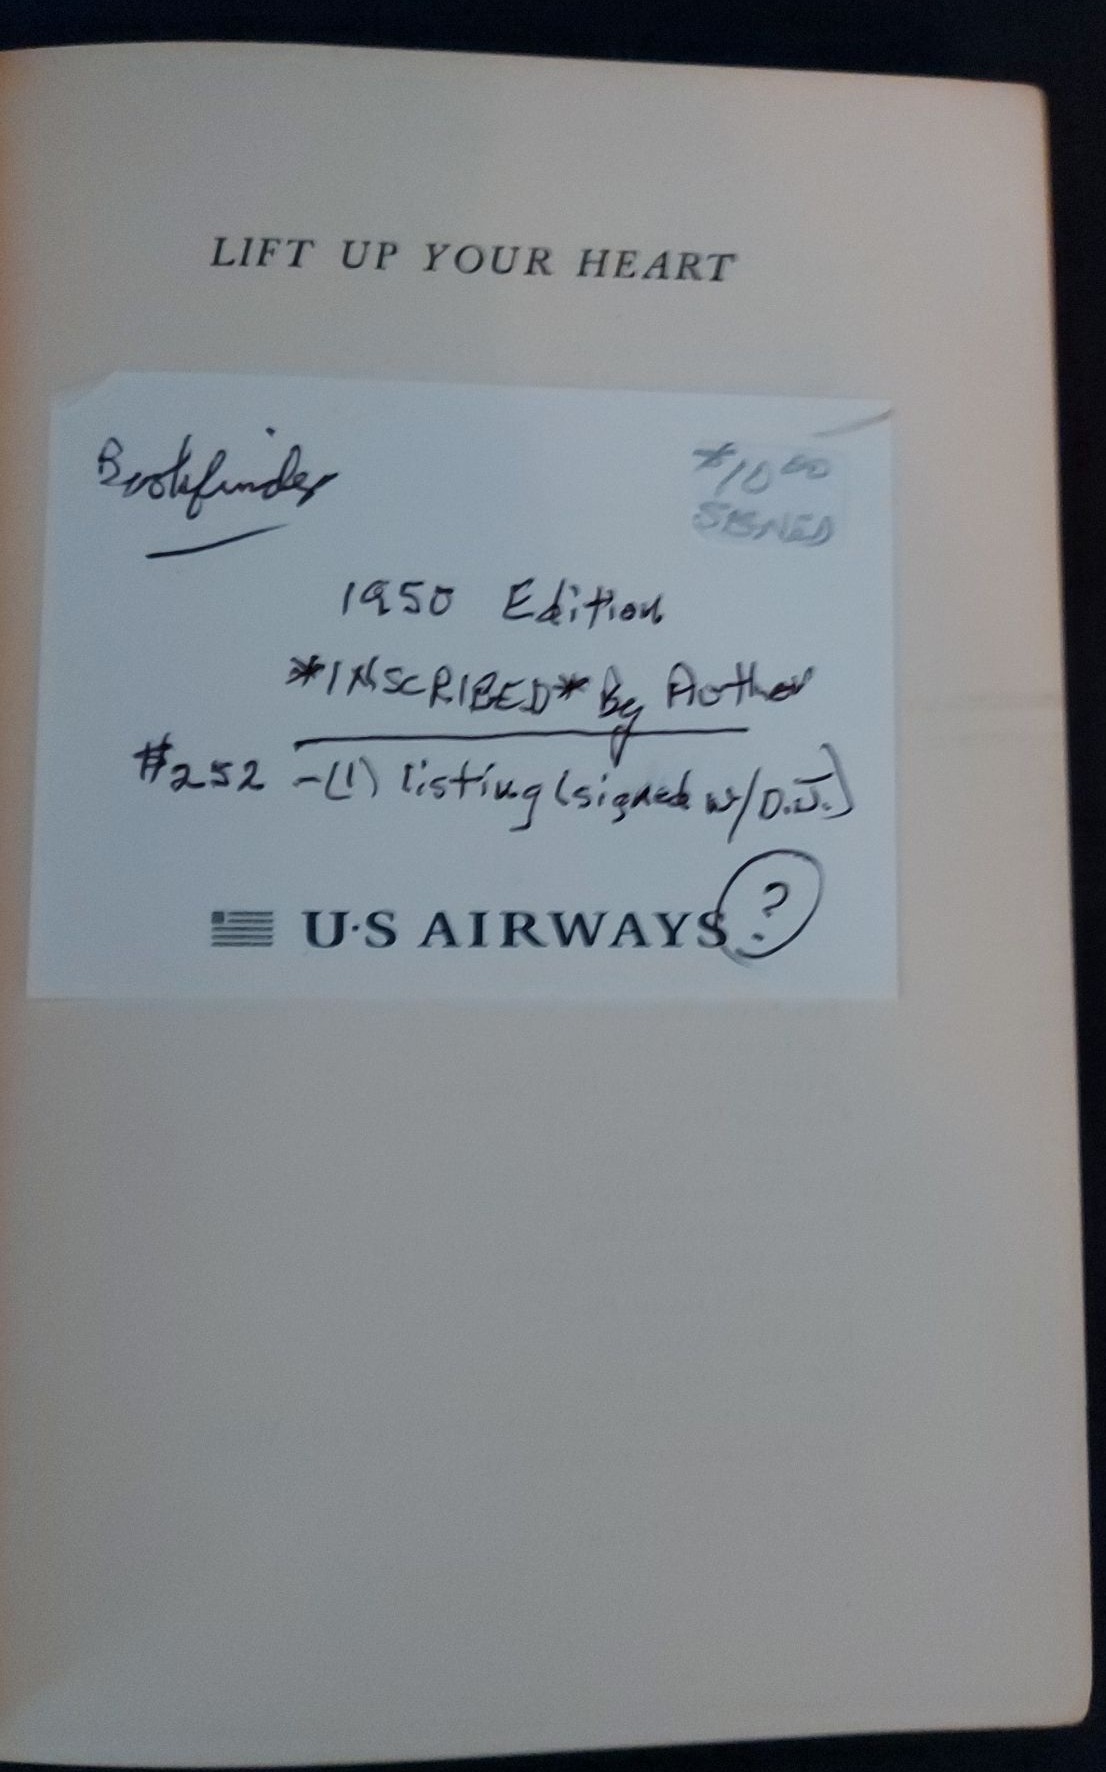 LIFT UP YOUR HEART
Bookfinder
$10.00
SIGNED
1950 Edition
*INSCRIBED* By Author
#252 -(1) listing (signed w/D.J.)
?
U·S AIRWAYS